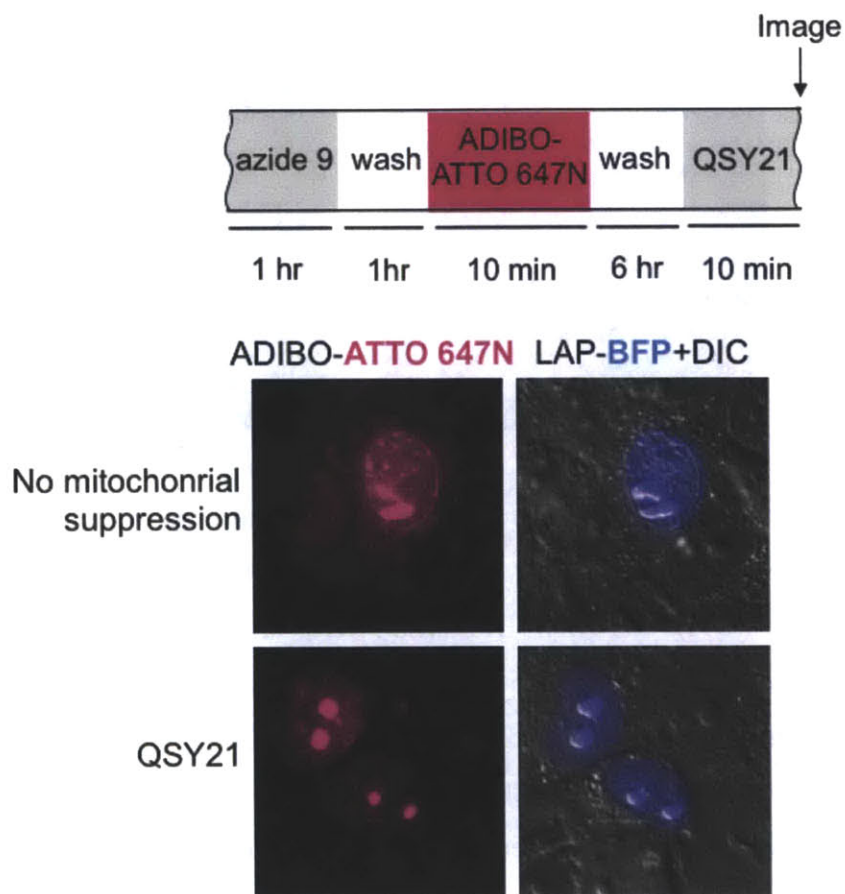 Image
azide 9 wash ADIBO-ATTO 647N wash QSY21
1 hr 1hr 10 min 6 hr 10 min
ADIBO-ATTO 647N LAP-BFP+DIC
No mitochonrial
suppression
QSY21